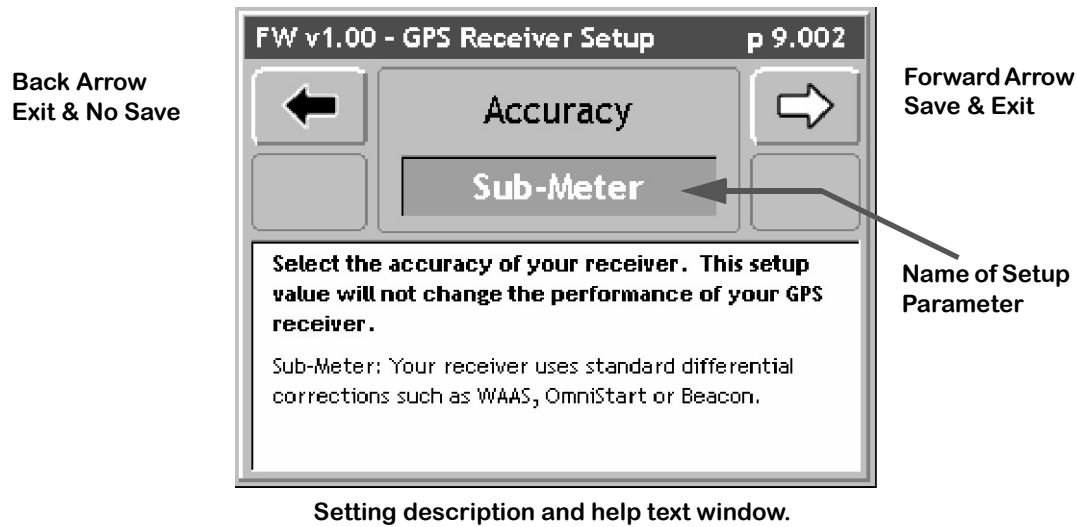 FW v1.00 - GPS Receiver Setup p 9.002
Back Arrow
Exit & No Save
Forward Arrow
Save & Exit
Accuracy
Sub-Meter
Name of Setup
Parameter
Select the accuracy of your receiver. This setup
value will not change the performance of your GPS
receiver.
Sub-Meter: Your receiver uses standard differential
corrections such as WAAS, OmniStart or Beacon.
Setting description and help text window.